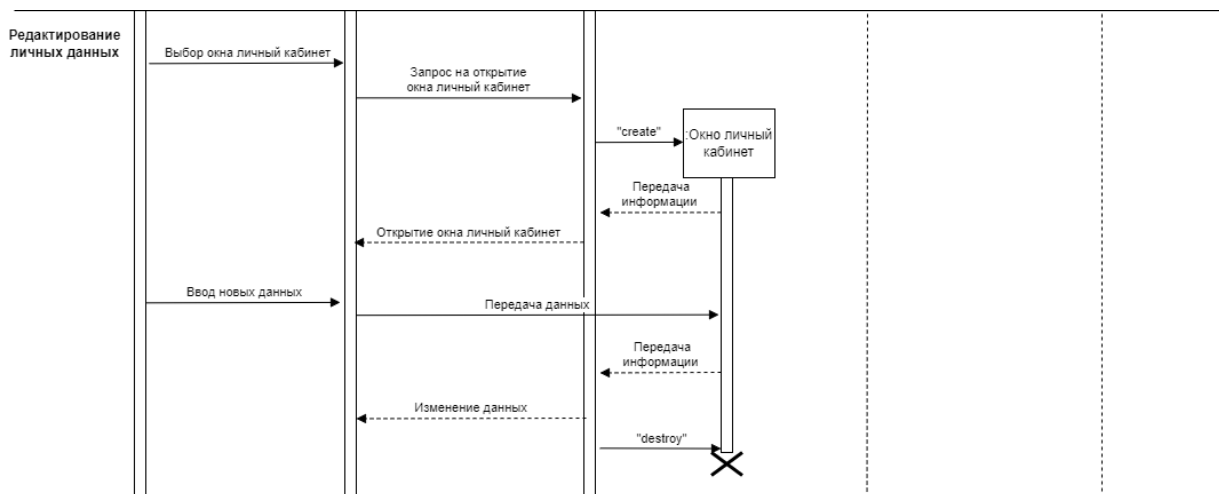 Редактирование
личных данных
Выбор окна личный кабинет
Запрос на открытие
окна личный кабинет
"create"
:Окно личный
кабинет
Передача
информации
Открытие окна личный кабинет
Ввод новых данных
Передача данных
Передача
информации
Изменение данных
"destroy"